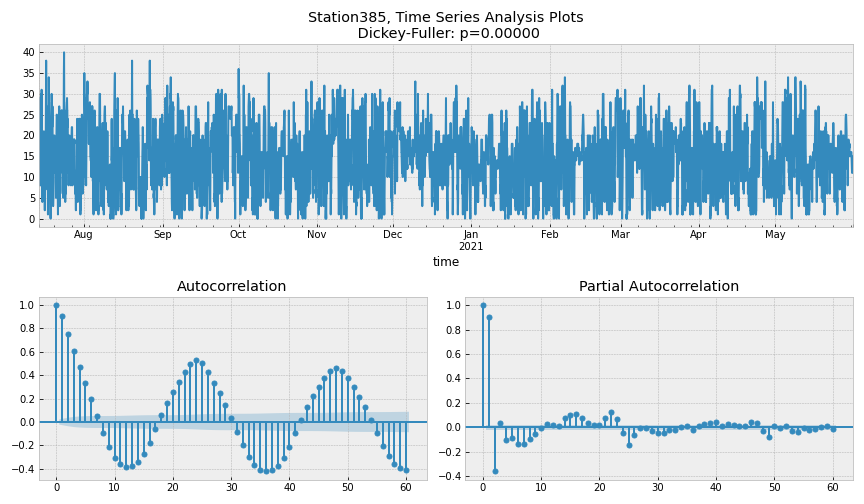 Station385, Time Series Analysis Plots
Dickey-Fuller: p=0.00000
40
35
30
25
20
15
10
5
0
Aug
Sep
Oct
Nov
Dec
Jan
2021
Feb
Mar
Apr
May
time
Autocorrelation
1.0
0.8
0.6
0.4
0.2
0.0
−0.2
−0.4
0
10
20
30
40
50
60
Partial Autocorrelation
1.0
0.8
0.6
0.4
0.2
0.0
−0.2
−0.4
0
10
20
30
40
50
60